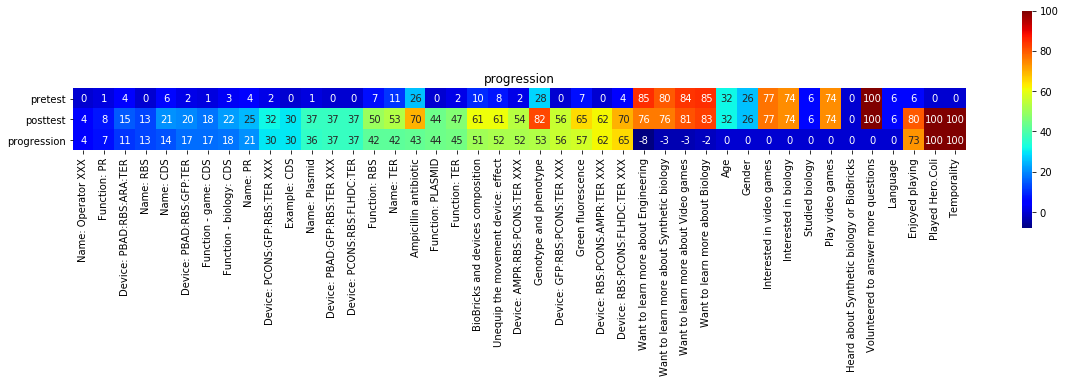 progression
100
80
60
40
20
0
pretest 0 1 4 0 6 2 1 3 4 2 0 1 0 0 7 11 26 0 2 10 8 2 28 0 7 0 4 85 80 84 85 32 26 77 74 6 74 0 100 6 6 0 0
posttest 4 8 15 13 21 20 18 22 25 32 30 37 37 37 50 53 70 44 47 61 61 54 82 56 65 62 70 76 76 81 83 32 26 77 74 6 74 0 100 6 80 100 100
progression 4 7 11 13 14 17 17 18 21 30 30 36 37 37 42 42 43 44 45 51 52 52 53 56 57 62 65 -8 -3 -3 -2 0 0 0 0 0 0 0 0 0 73 100 100
Name: Operator XXX
Function: PR
Device: PBAD:RBS:ARA:TER
Name: RBS
Name: CDS
Device: PBAD:RBS:GFP:TER
Function - game: CDS
Function - biology: CDS
Name: PR
Device: PCONS:GFP:RBS:TER XXX
Example: CDS
Name: Plasmid
Device: PBAD:GFP:RBS:TER XXX
Device: PCONS:RBS:FLHDC:TER
Function: RBS
Name: TER
Ampicillin antibiotic
Function: PLASMID
Function: TER
BioBricks and devices composition
Unequip the movement device: effect
Device: AMPR:RBS:PCONS:TER XXX
Genotype and phenotype
Device: GFP:RBS:PCONS:TER XXX
Green fluorescence
Device: RBS:PCONS:AMPR:TER XXX
Device: RBS:PCONS:FLHDC:TER XXX
Want to learn more about Engineering
Want to learn more about Synthetic biology
Want to learn more about Video games
Want to learn more about Biology
Age
Gender
Interested in video games
Interested in biology
Studied biology
Play video games
Heard about Synthetic biology or BioBricks
Volunteered to answer more questions
Language
Enjoyed playing
Played Hero.Coli
Temporality